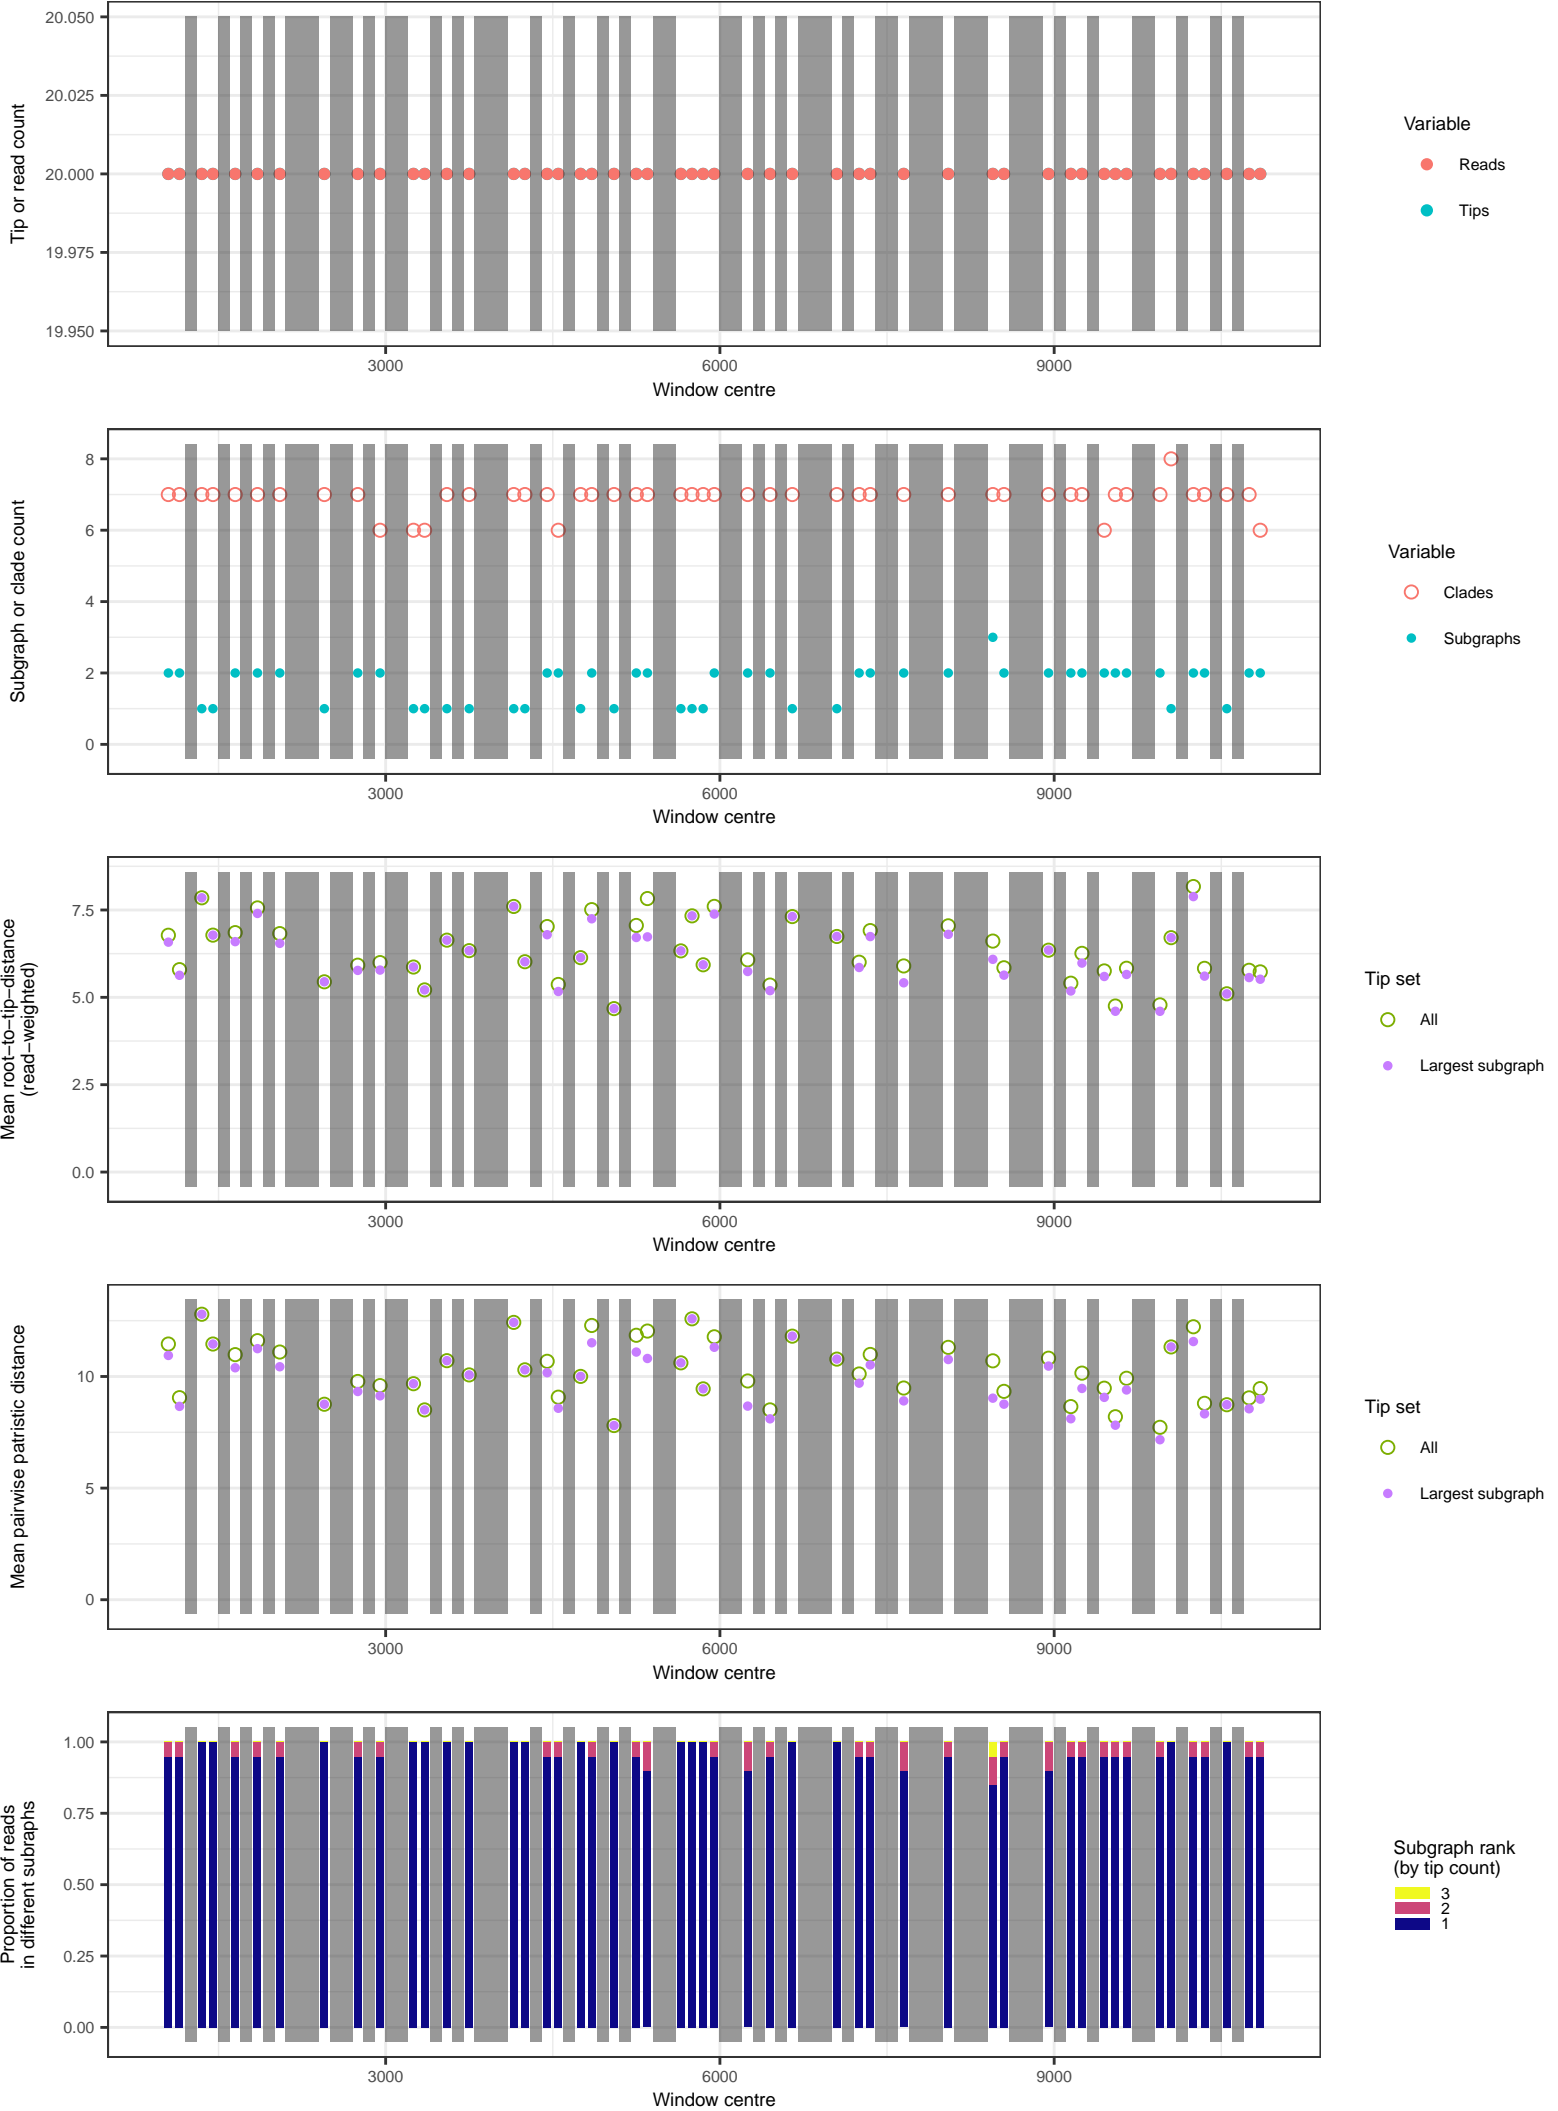 20.050
20.025
20.000
19.975
19.950
Tip or read count
3000
6000
9000
Window centre
Variable
Reads
Tips
8
6
4
2
0
Subgraph or clade count
3000
6000
9000
Window centre
Variable
Clades
Subgraphs
7.5
5.0
2.5
0.0
Mean root−to−tip−distance
(read−weighted)
3000
6000
9000
Window centre
Tip set
All
Largest subgraph
10
5
0
Mean pairwise patristic distance
3000
6000
9000
Window centre
Tip set
All
Largest subgraph
1.00
0.75
0.50
0.25
0.00
Proportion of reads
in different subraphs
3000
6000
9000
Window centre
Subgraph rank
(by tip count)
3
2
1